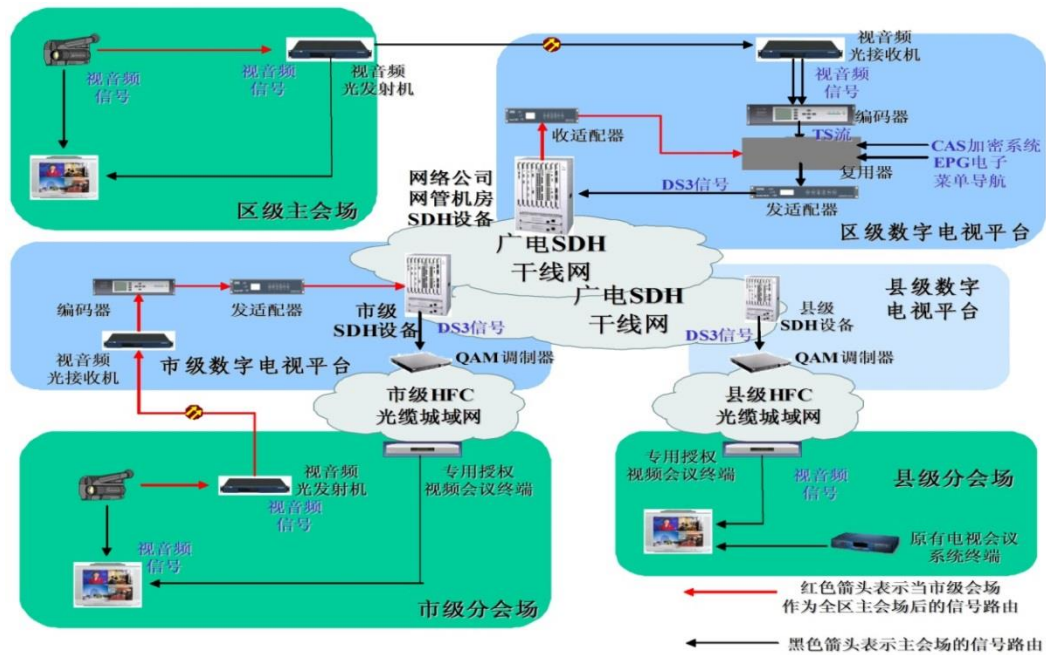 视音频
信号
视音频
信号
视音频
光发射机
区级主会场
视音频
光接收机
视音频
信号
编码器
TS流
收适配器
复用器
CAS加密系统
EPG电子
菜单导航
DS3信号
发适配器
区级数字电视平台
网络公司
网管机房
SDH设备
广电SDH
干线网
广电SDH
干线网
编码器
发适配器
市级
SDH设备
DS3信号
视音频
光接收机
市级数字电视平台
QAM调制器
县级数字
电视平台
县级
SDH设备
DS3信号
QAM调制器
市级HFC
光缆城域网
县级HFC
光缆城域网
视音频
光发射机
视音频
信号
专用授权
视频会议终端
视音频
信号
市级分会场
专用授权
视频会议终端
视音频
信号
县级分会场
原有电视会议
系统终端
红色箭头表示当市级会场
作为全区主会场后的信号路由
黑色箭头表示主会场的信号路由